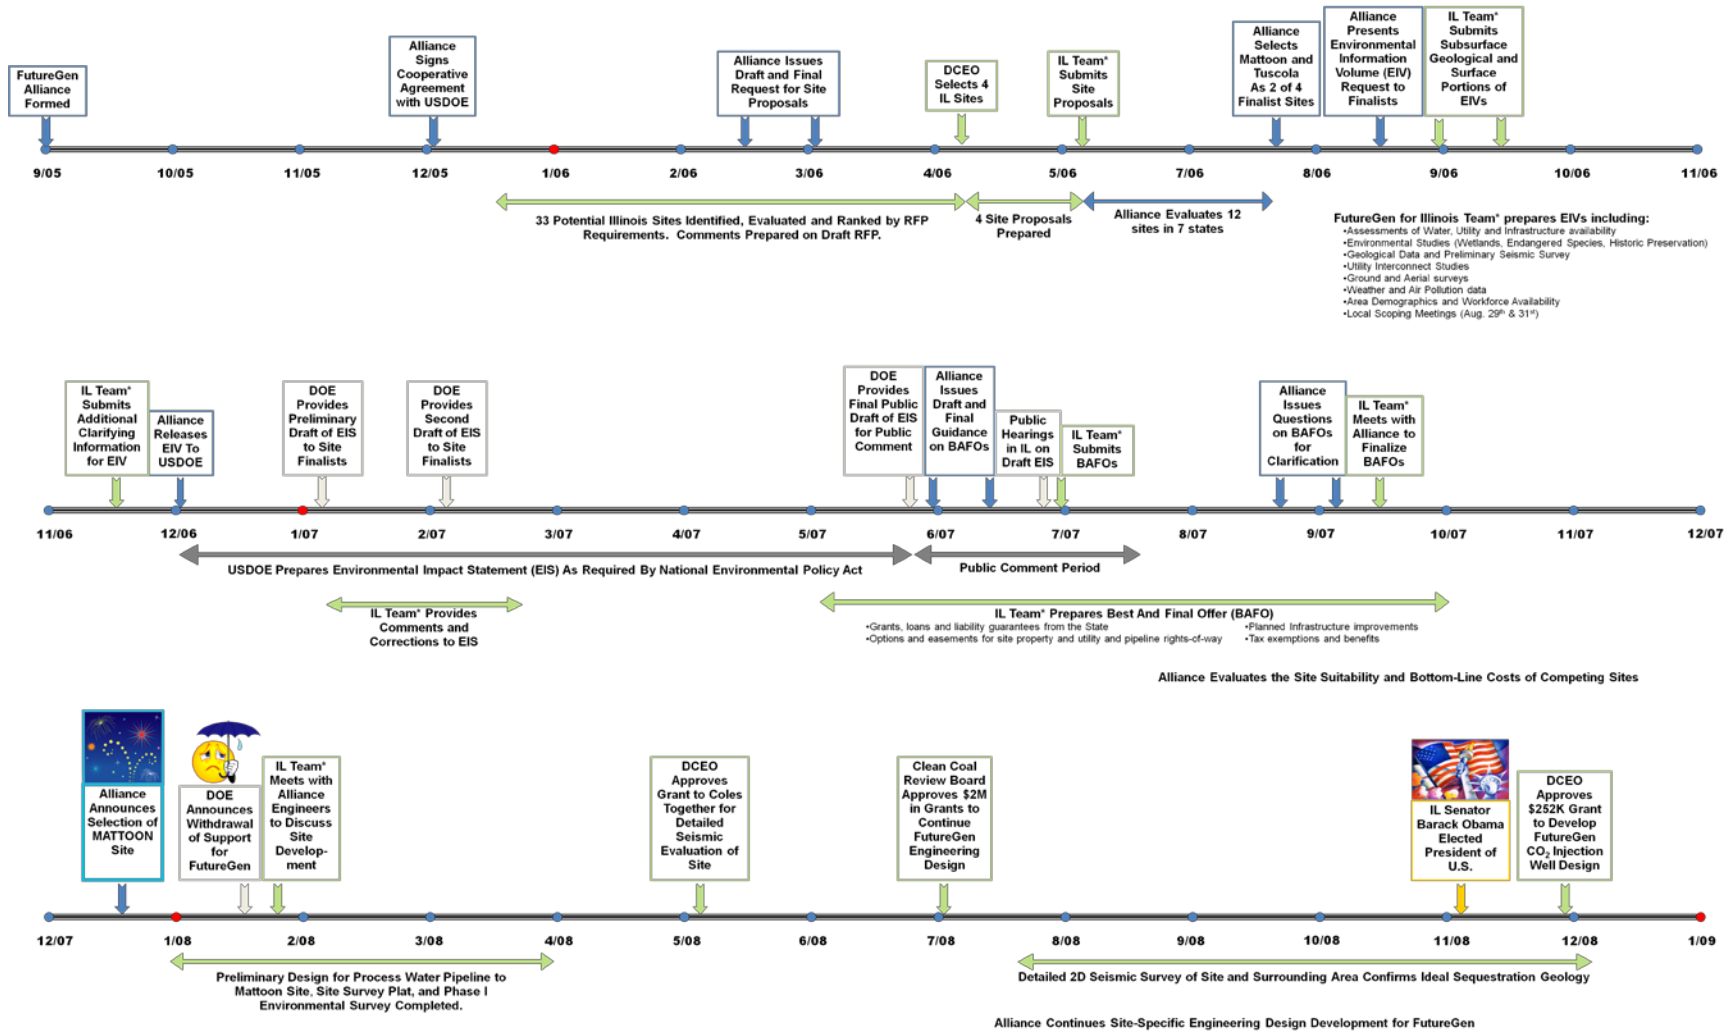 FutureGen
Alliance
Formed
Alliance
Signs
Cooperative
Agreement
with USDOE
Alliance Issues
Draft and Final
Request for Site
Proposals
DCEO
Selects 4
IL Sites
IL Team*
Submits
Site
Proposals
Alliance
Selects
Mattoon and
Tuscola
As 2 of 4
Finalist Sites
Alliance
Presents
Environmental
Information
Volume (EIV)
Request to
Finalists
IL Team*
Submits
Subsurface
Geological and
Surface
Portions of
EIVs
9/05
10/05
11/05
12/05
1/06
2/06
3/06
4/06
5/06
7/06
8/06
9/06
10/06
11/06
33 Potential Illinois Sites Identified, Evaluated and Ranked by RFP
Requirements. Comments Prepared on Draft RFP.
4 Site Proposals
Prepared
Alliance Evaluates 12
sites in 7 states
FutureGen for Illinois Team* prepares EIVs including:
•Assessments of Water, Utility and Infrastructure availability
•Environmental Studies (Wetlands, Endangered Species, Historic Preservation)
•Geological Data and Preliminary Seismic Survey
•Utility Interconnect Studies
•Ground and Aerial surveys
•Weather and Air Pollution data
•Area Demographics and Workforce Availability
•Local Scoping Meetings (Aug. 29th & 31st)
IL Team*
Submits
Additional
Clarifying
Information
for EIV
Alliance
Releases
EIV To
USDOE
DOE
Provides
Preliminary
Draft of EIS
to Site
Finalists
DOE
Provides
Second
Draft of EIS
to Site
Finalists
DOE
Provides
Final Public
Draft of EIS
for Public
Comment
Alliance
Issues
Draft and
Final
Guidance
on BAFOs
Public
Hearings
in IL on
Draft EIS
IL Team*
Submits
BAFOs
Alliance
Issues
Questions
on BAFOs
for
Clarification
IL Team*
Meets with
Alliance to
Finalize
BAFOs
11/06
12/06
1/07
2/07
3/07
4/07
5/07
6/07
7/07
8/07
9/07
10/07
11/07
12/07
USDOE Prepares Environmental Impact Statement (EIS) As Required By National Environmental Policy Act
Public Comment Period
IL Team* Provides
Comments and
Corrections to EIS
IL Team* Prepares Best And Final Offer (BAFO)
•Grants, loans and liability guarantees from the State
•Options and easements for site property and utility and pipeline rights-of-way
•Planned Infrastructure improvements
•Tax exemptions and benefits
Alliance Evaluates the Site Suitability and Bottom-Line Costs of Competing Sites
Alliance
Announces
Selection of
MATTOON
Site
DOE
Announces
Withdrawal
of Support
for
FutureGen
IL Team*
Meets with
Alliance
Engineers
to Discuss
Site
Develop-
ment
DCEO
Approves
Grant to Coles
Together for
Detailed
Seismic
Evaluation of
Site
Clean Coal
Review Board
Approves $2M
in Grants to
Continue
FutureGen
Engineering
Design
IL Senator
Barack Obama
Elected
President of
U.S.
DCEO
Approves
$252K Grant
to Develop
FutureGen
CO2 Injection
Well Design
12/07
1/08
2/08
3/08
4/08
5/08
6/08
7/08
8/08
9/08
10/08
11/08
12/08
1/09
Preliminary Design for Process Water Pipeline to
Mattoon Site, Site Survey Plat, and Phase I
Environmental Survey Completed.
Detailed 2D Seismic Survey of Site and Surrounding Area Confirms Ideal Sequestration Geology
Alliance Continues Site-Specific Engineering Design Development for FutureGen